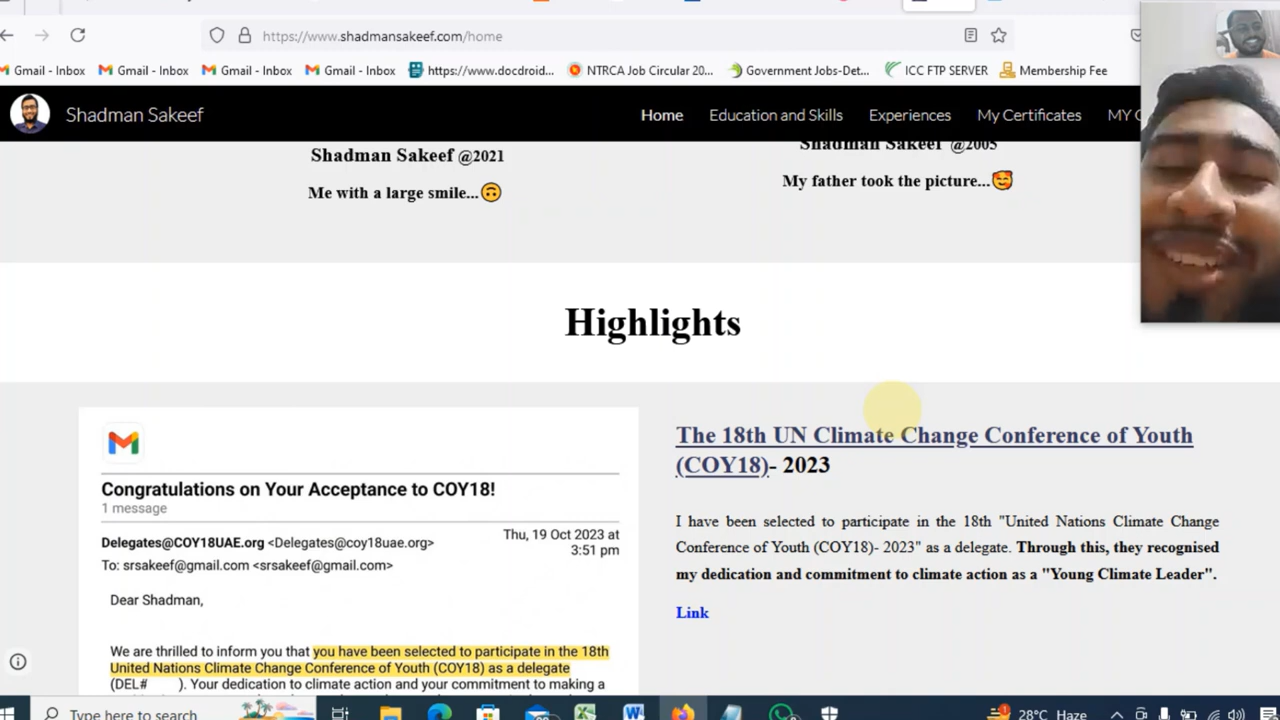 https://www.shadmansakeef.com/home
Gmail - Inbox
Gmail - Inbox
Gmail - Inbox
Gmail - Inbox
https://www.docdroid...
NTRCA Job Circular 20...
Government Jobs-Det...
ICC FTP SERVER
Membership Fee
Shadman Sakeef
Home
Education and Skills
Experiences
My Certificates
MY
Shadman Sakeef @2021
Shadman Sakeef @2005
Me with a large smile...🙃
My father took the picture...🥰
Highlights
Congratulations on Your Acceptance to COY18!
1 message
Delegates@COY18UAE.org <Delegates@coy18uae.org>
Thu, 19 Oct 2023 at
3:51 pm
To: srsakeef@gmail.com <srsakeef@gmail.com>
Dear Shadman,
We are thrilled to inform you that you have been selected to participate in the 18th
United Nations Climate Change Conference of Youth (COY18) as a delegate
(DEL# ). Your dedication to climate action and your commitment to making a
The 18th UN Climate Change Conference of Youth
(COY18)- 2023
I have been selected to participate in the 18th "United Nations Climate Change
Conference of Youth (COY18)- 2023" as a delegate. Through this, they recognised
my dedication and commitment to climate action as a "Young Climate Leader".
Link
Type here to search
28°C Haze